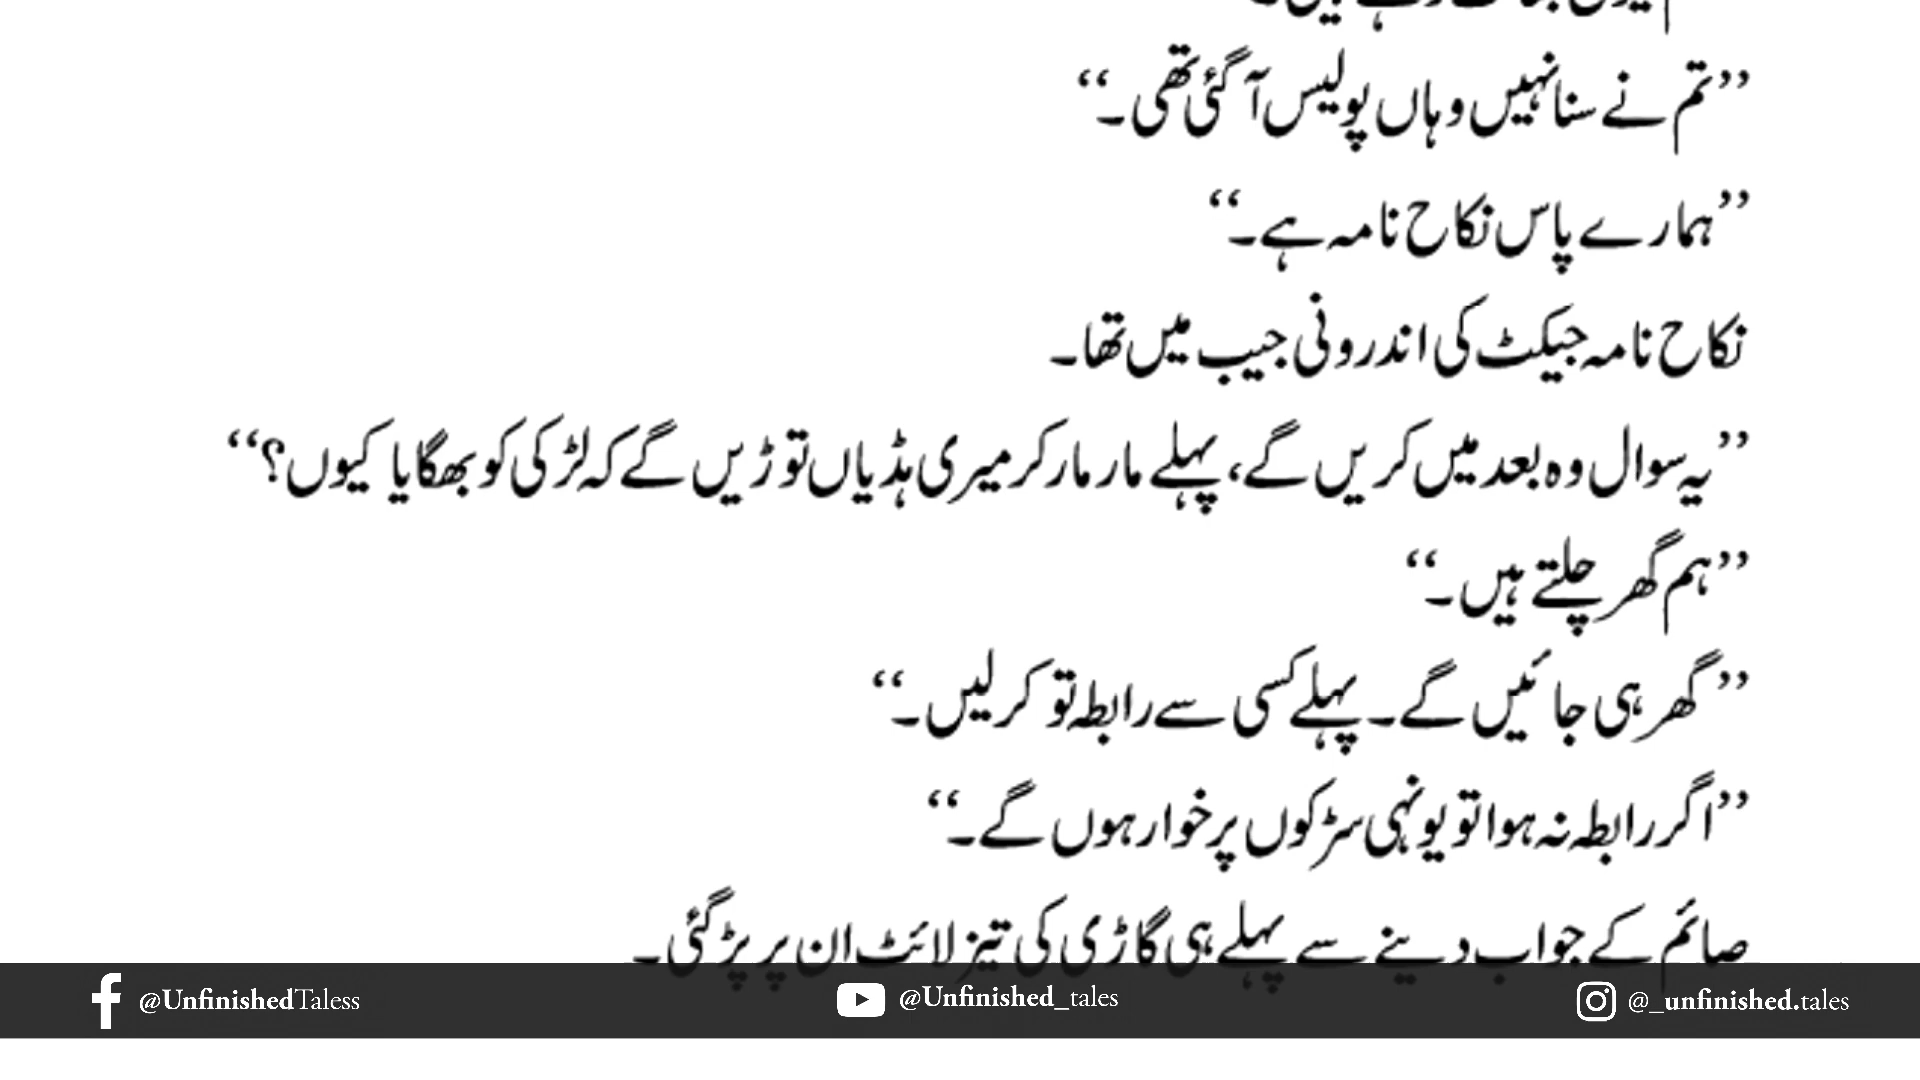 ”تم نے سنا نہیں وہاں پولیس آ گئی تھی۔“
”ہمارے پاس نکاح نامہ ہے۔“
نکاح نامہ جیکٹ کی اندرونی جیب میں تھا۔
”یہ سوال وہ بعد میں کریں گے، پہلے مار مار کر میری ہڈیاں توڑیں گے کہ لڑکی کو بھگایا کیوں؟“
”ہم گھر چلتے ہیں۔“
”گھر ہی جائیں گے۔ پہلے کسی سے رابطہ تو کر لیں۔“
”اگر رابطہ نہ ہوا تو یونہی سڑکوں پر خوار ہوں گے۔“
صائم کے جواب دینے سے پہلے ہی گاڑی کی تیز لائٹ ان پر پڑ گئی۔
@UnfinishedTaless @Unfinished_tales @_unfinished.tales